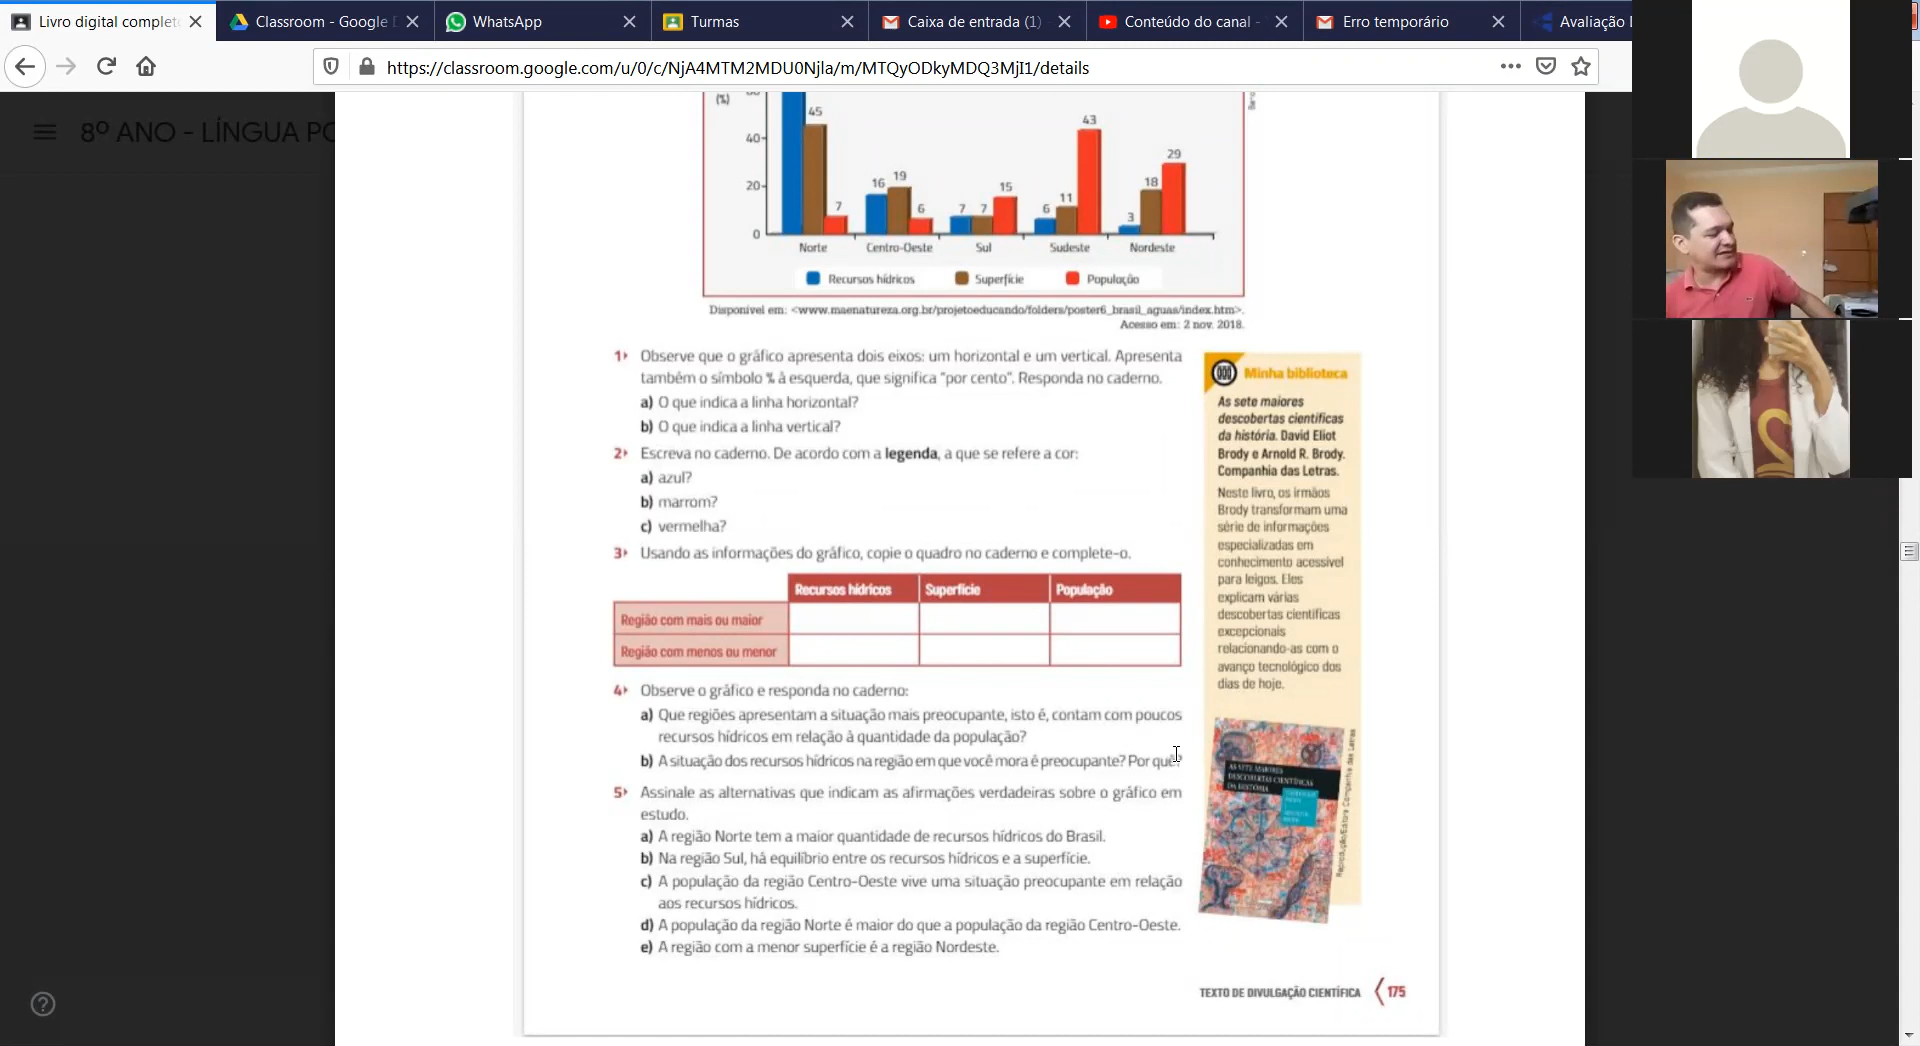 Livro digital complet
Classroom - Google D
WhatsApp
Turmas
Caixa de entrada (1)
Conteúdo do canal -
Erro temporário
Avaliação
https://classroom.google.com/u/0/c/NjA4MTM2MDU0Njla/m/MTQyODkyMDQ3MjI1/details
8º ANO - LÍNGUA PO
(%)
45
40
20
0
7
16
19
6
7
7
15
6
11
43
3
18
29
Norte
Centro-Oeste
Sul
Sudeste
Nordeste
Recursos hídricos
Superfície
População
Disponível em: <www.maenatureza.org.br/projetoeducando/folders/poster6_brasil_aguas/index.htm>.
Acesso em: 2 nov. 2018.
1 Observe que o gráfico apresenta dois eixos: um horizontal e um vertical. Apresenta
também o símbolo % à esquerda, que significa "por cento". Responda no caderno.
a) O que indica a linha horizontal?
b) O que indica a linha vertical?
2 Escreva no caderno. De acordo com a legenda, a que se refere a cor:
a) azul?
b) marrom?
c) vermelha?
3 Usando as informações do gráfico, copie o quadro no caderno e complete-o.
Recursos hídricos
Superfície
População
Região com mais ou maior
Região com menos ou menor
4 Observe o gráfico e responda no caderno:
a) Que regiões apresentam a situação mais preocupante, isto é, contam com poucos
recursos hídricos em relação à quantidade da população?
b) A situação dos recursos hídricos na região em que você mora é preocupante? Por quê?
5 Assinale as alternativas que indicam as afirmações verdadeiras sobre o gráfico em
estudo.
a) A região Norte tem a maior quantidade de recursos hídricos do Brasil.
b) Na região Sul, há equilíbrio entre os recursos hídricos e a superfície.
c) A população da região Centro-Oeste vive uma situação preocupante em relação
aos recursos hídricos.
d) A população da região Norte é maior do que a população da região Centro-Oeste.
e) A região com a menor superfície é a região Nordeste.
Minha biblioteca
As sete maiores
descobertas científicas
da história. David Eliot
Brody e Arnold R. Brody.
Companhia das Letras.
Neste livro, os irmãos
Brody transformam uma
série de informações
especializadas em
conhecimento acessível
para leigos. Eles
explicam várias
descobertas científicas
excepcionais
relacionando-as com o
avanço tecnológico dos
dias de hoje.
AS SETE MAIORES
DESCOBERTAS CIENTÍFICAS
DA HISTÓRIA
Reprodução/Editora Companhia das Letras
TEXTO DE DIVULGAÇÃO CIENTÍFICA
175